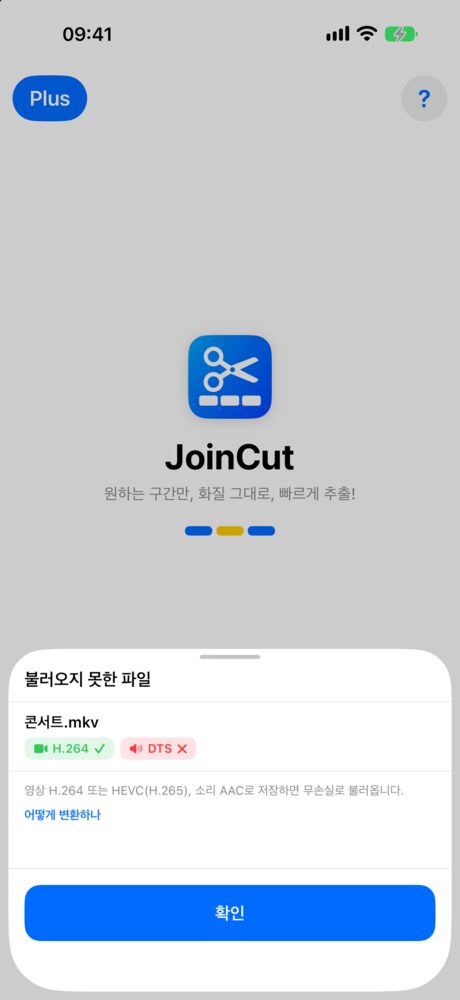 09:41
Plus
?
JoinCut
원하는 구간만, 화질 그대로, 빠르게 추출!
불러오지 못한 파일
콘서트.mkv
H.264 DTS
영상 H.264 또는 HEVC(H.265), 소리 AAC로 저장하면 무손실로 불러옵니다.
어떻게 변환하나
확인